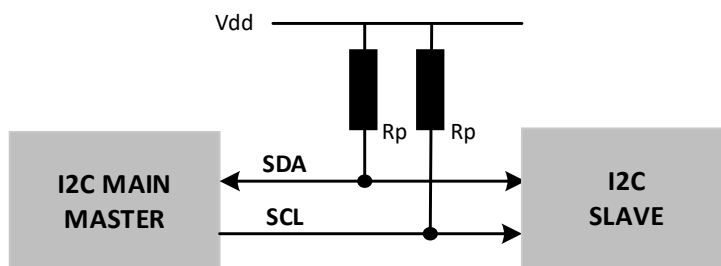 Vdd
Rp
Rp
SDA
I2C MAIN
MASTER
SCL
I2C
SLAVE